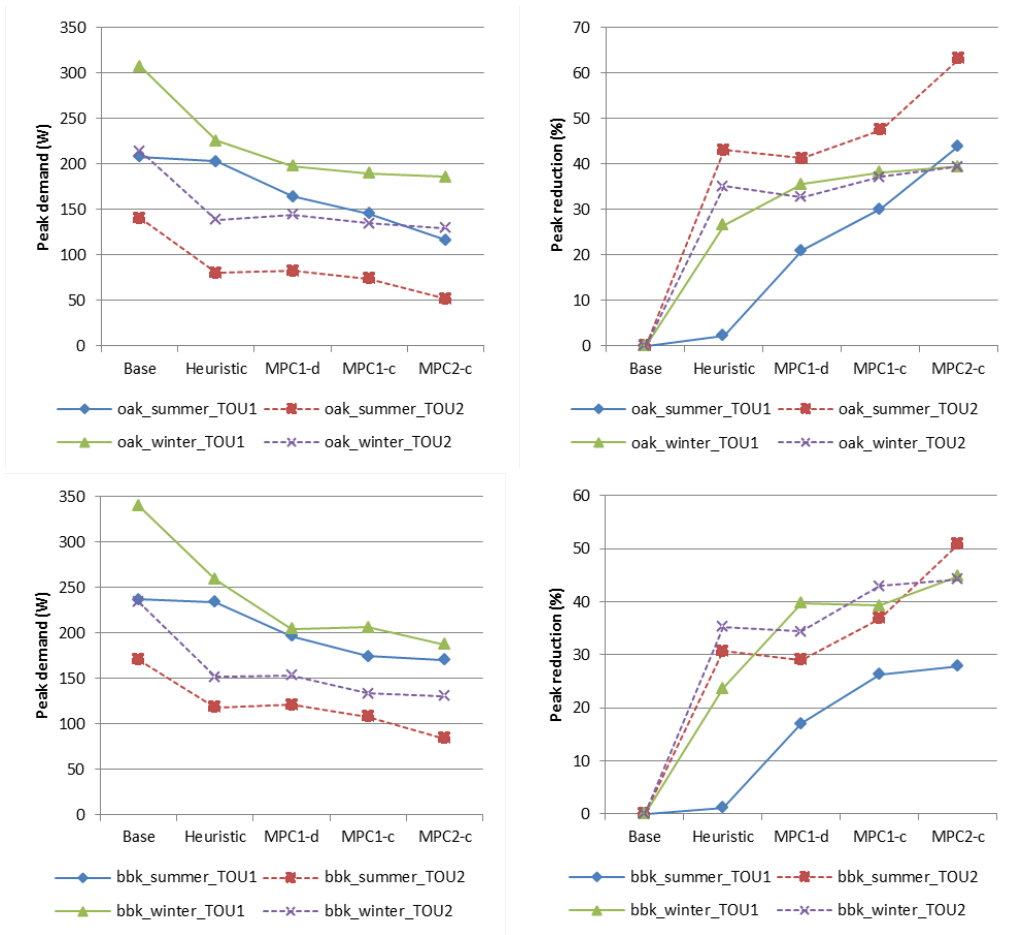 350
300
250
200
150
100
50
0
Peak demand (W)
Base Heuristic MPC1-d MPC1-c MPC2-c
oak_summer_TOU1 oak_summer_TOU2
oak_winter_TOU1 oak_winter_TOU2
70
60
50
40
30
20
10
0
Peak reduction (%)
Base Heuristic MPC1-d MPC1-c MPC2-c
oak_summer_TOU1 oak_summer_TOU2
oak_winter_TOU1 oak_winter_TOU2
350
300
250
200
150
100
50
0
Peak demand (W)
Base Heuristic MPC1-d MPC1-c MPC2-c
bbk_summer_TOU1 bbk_summer_TOU2
bbk_winter_TOU1 bbk_winter_TOU2
60
50
40
30
20
10
0
Peak reduction (%)
Base Heuristic MPC1-d MPC1-c MPC2-c
bbk_summer_TOU1 bbk_summer_TOU2
bbk_winter_TOU1 bbk_winter_TOU2